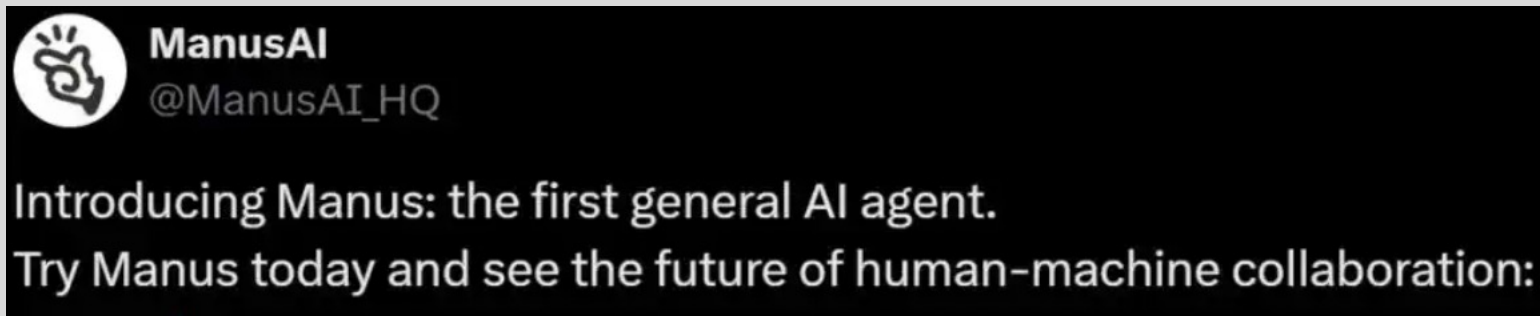 ManusAI
@ManusAI_HQ
Introducing Manus: the first general AI agent.
Try Manus today and see the future of human-machine collaboration: